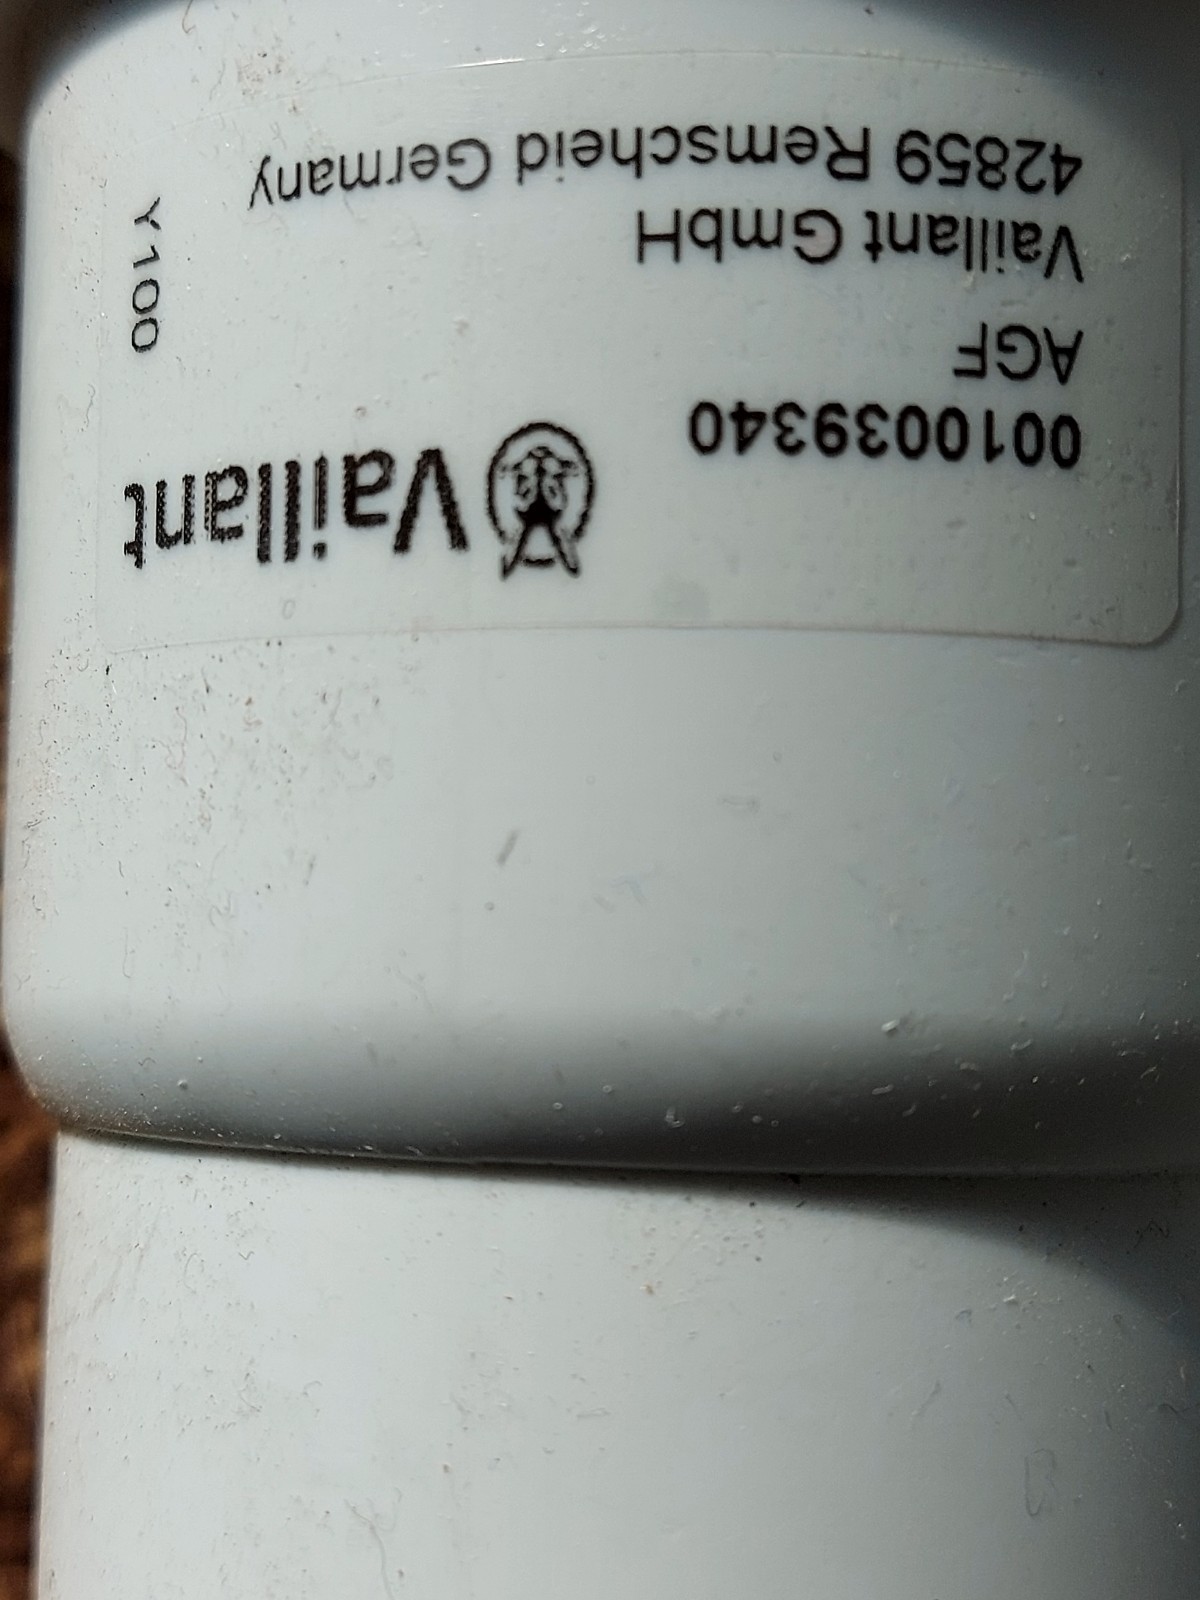 Vaillant
0010039340
AGF
Vaillant GmbH
42859 Remscheid Germany
Y100